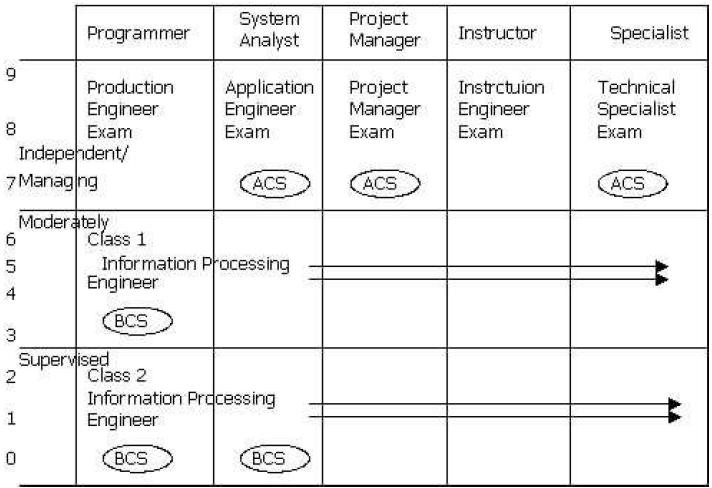 Programmer
System
Analyst
Project
Manager
Instructor
Specialist
9
Production
Engineer
Exam
Application
Engineer
Exam
Project
Manager
Exam
Instrctuion
Engineer
Exam
Technical
Specialist
Exam
8
Independent/
7 Managing
ACS
ACS
ACS
Moderately
6
Class 1
5
Information Processing
4
Engineer
BCS
3
Supervised
2
Class 2
Information Processing
1
Engineer
0
BCS
BCS